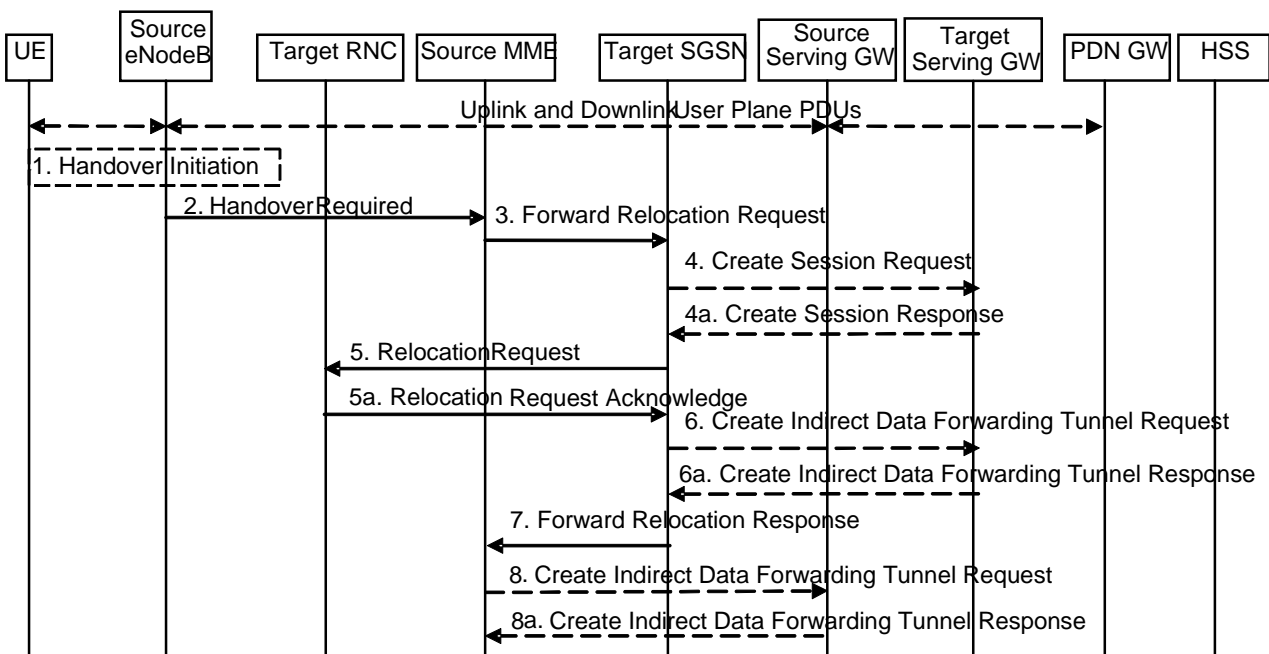 UE
Source
eNodeB
Target RNC
Source MME
Target SGSN
Source
Serving GW
Target
Serving GW
PDN GW
HSS
Uplink and Downlink User Plane PDUs
1. Handover Initiation
2. Handover Required
3. Forward Relocation Request
4. Create Session Request
4a. Create Session Response
5. Relocation Request
5a. Relocation Request Acknowledge
6. Create Indirect Data Forwarding Tunnel Request
6a. Create Indirect Data Forwarding Tunnel Response
7. Forward Relocation Response
8. Create Indirect Data Forwarding Tunnel Request
8a. Create Indirect Data Forwarding Tunnel Response